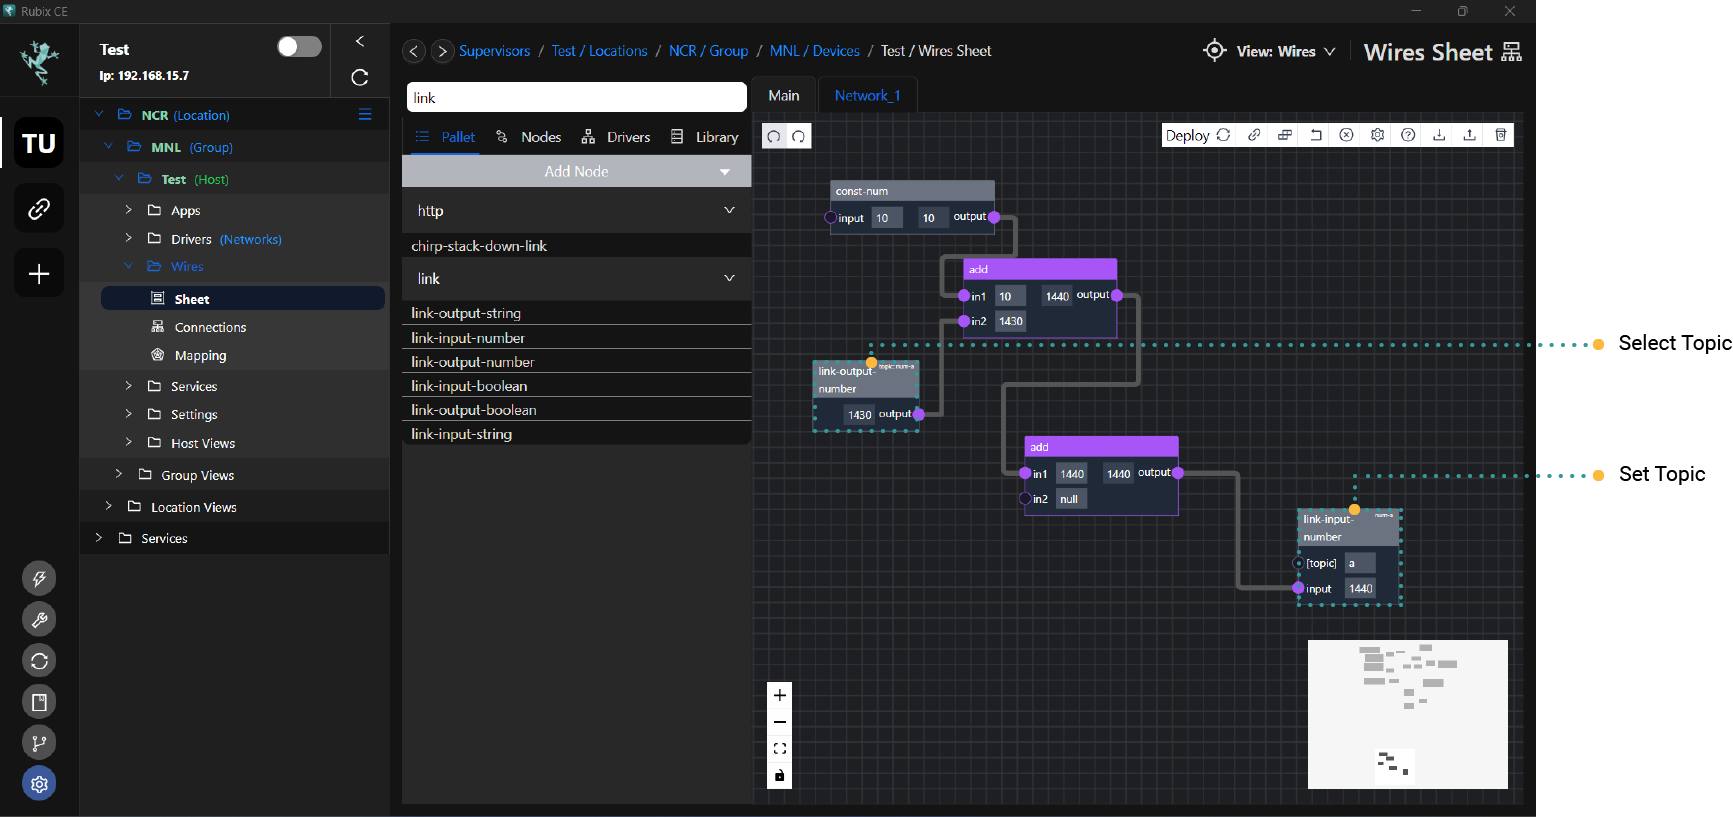 Rubix CE
Test
Ip: 192.168.15.7
TU
NCR (Location)
MNL (Group)
Test (Host)
Apps
Drivers (Networks)
Wires
Sheet
Connections
Mapping
Services
Settings
Host Views
Group Views
Location Views
Services
Supervisors / Test / Locations / NCR / Group / MNL / Devices / Test / Wires Sheet
View: Wires
Wires Sheet
link
Pallet Nodes Drivers Library
Add Node
http
chirp-stack-down-link
link
link-output-string
link-input-number
link-output-number
link-input-boolean
link-output-boolean
link-input-string
Main Network_1
Deploy
const-num
input 10 10 output
add
in1 10 1440 output
in2 1430
link-output-number
topic: num-a
1430 output
add
in1 1440 1440 output
in2 null
link-input-number
num-a
[topic] a
input 1440
Select Topic
Set Topic